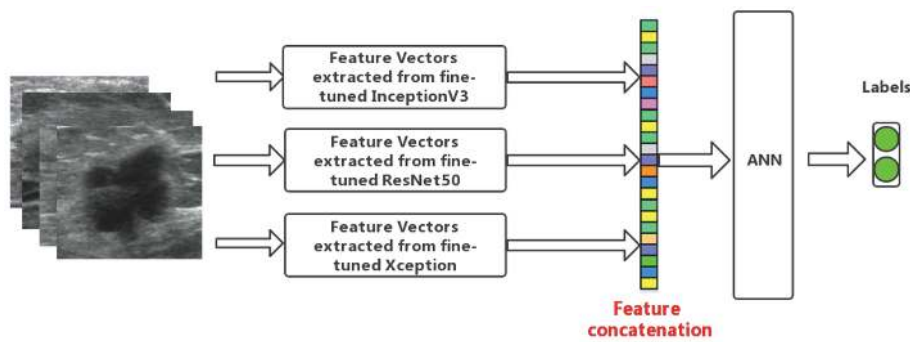 Feature Vectors
extracted from fine-
tuned InceptionV3
Feature Vectors
extracted from fine-
tuned ResNet50
Feature Vectors
extracted from fine-
tuned Xception
Feature
concatenation
ANN
Labels